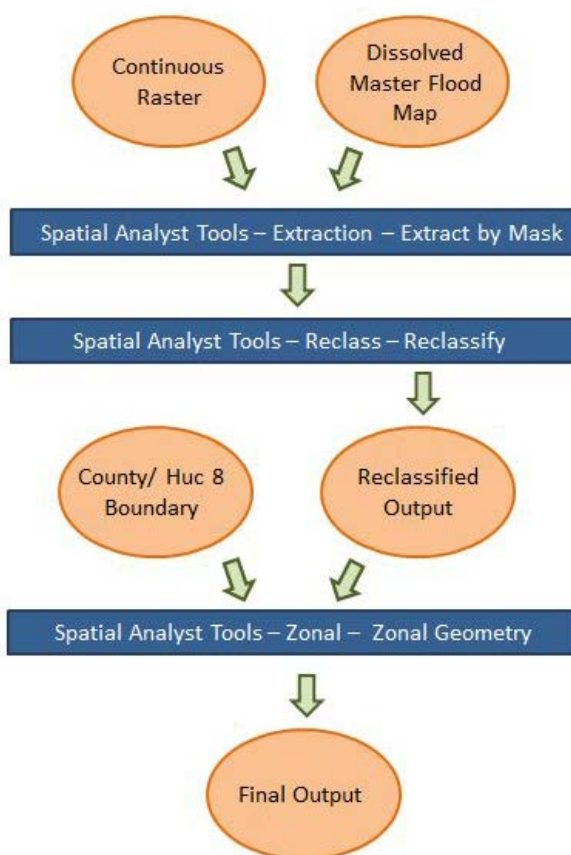 Continuous
Raster
Dissolved
Master Flood
Map
Spatial Analyst Tools – Extraction – Extract by Mask
Spatial Analyst Tools – Reclass – Reclassify
County/ Huc 8
Boundary
Reclassified
Output
Spatial Analyst Tools – Zonal – Zonal Geometry
Final Output